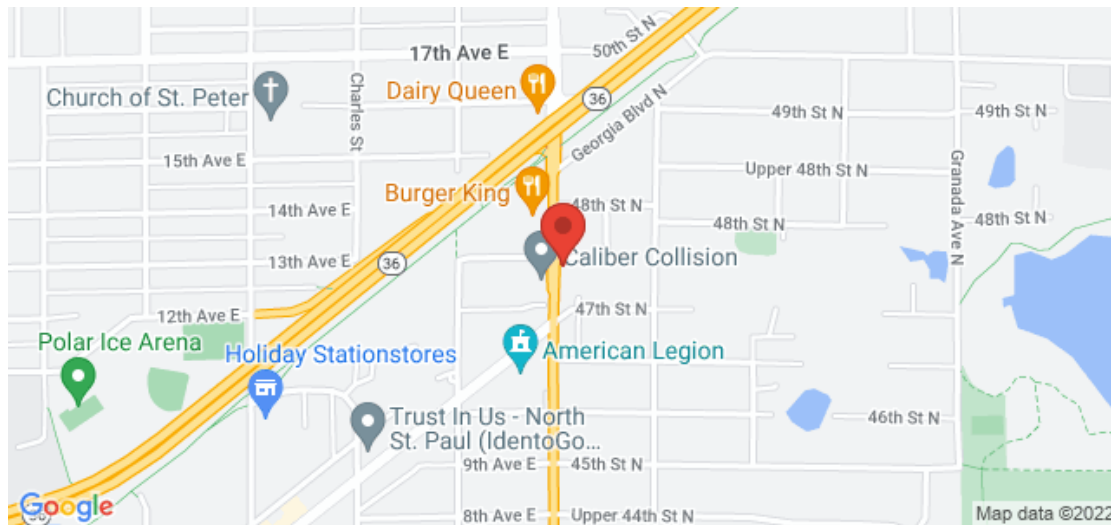 17th Ave E
50th St N
Church of St. Peter
Charles St
Dairy Queen
36
49th St N
49th St N
Georgia Blvd N
15th Ave E
Upper 48th St N
Granada Ave N
Burger King
14th Ave E
48th St N
48th St N
48th St N
13th Ave E
36
Caliber Collision
12th Ave E
47th St N
Polar Ice Arena
Holiday Stationstores
American Legion
Trust In Us - North
St. Paul (IdentoGo...
46th St N
9th Ave E
45th St N
Google
36
8th Ave E
Upper 44th St N
Map data ©2022